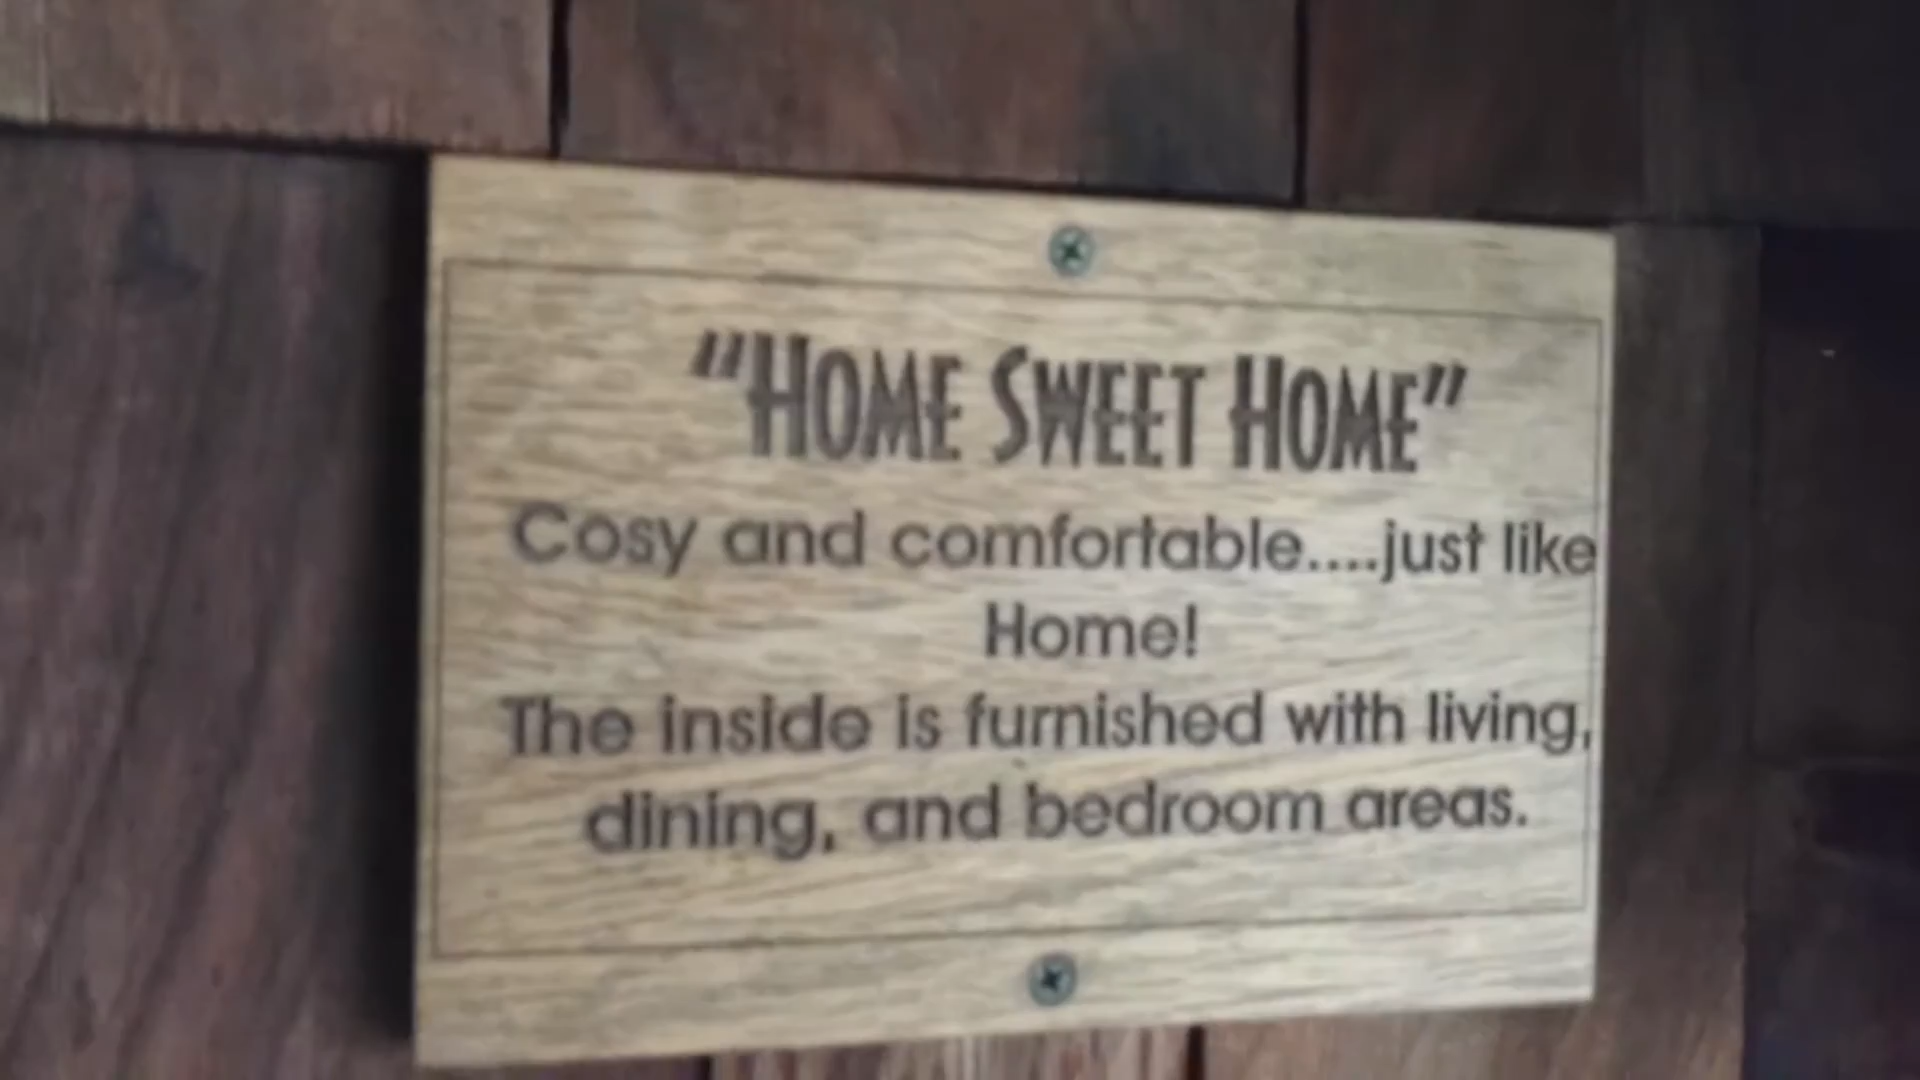 “HOME SWEET HOME”
Cosy and comfortable....just like
Home!
The inside is furnished with living,
dining, and bedroom areas.